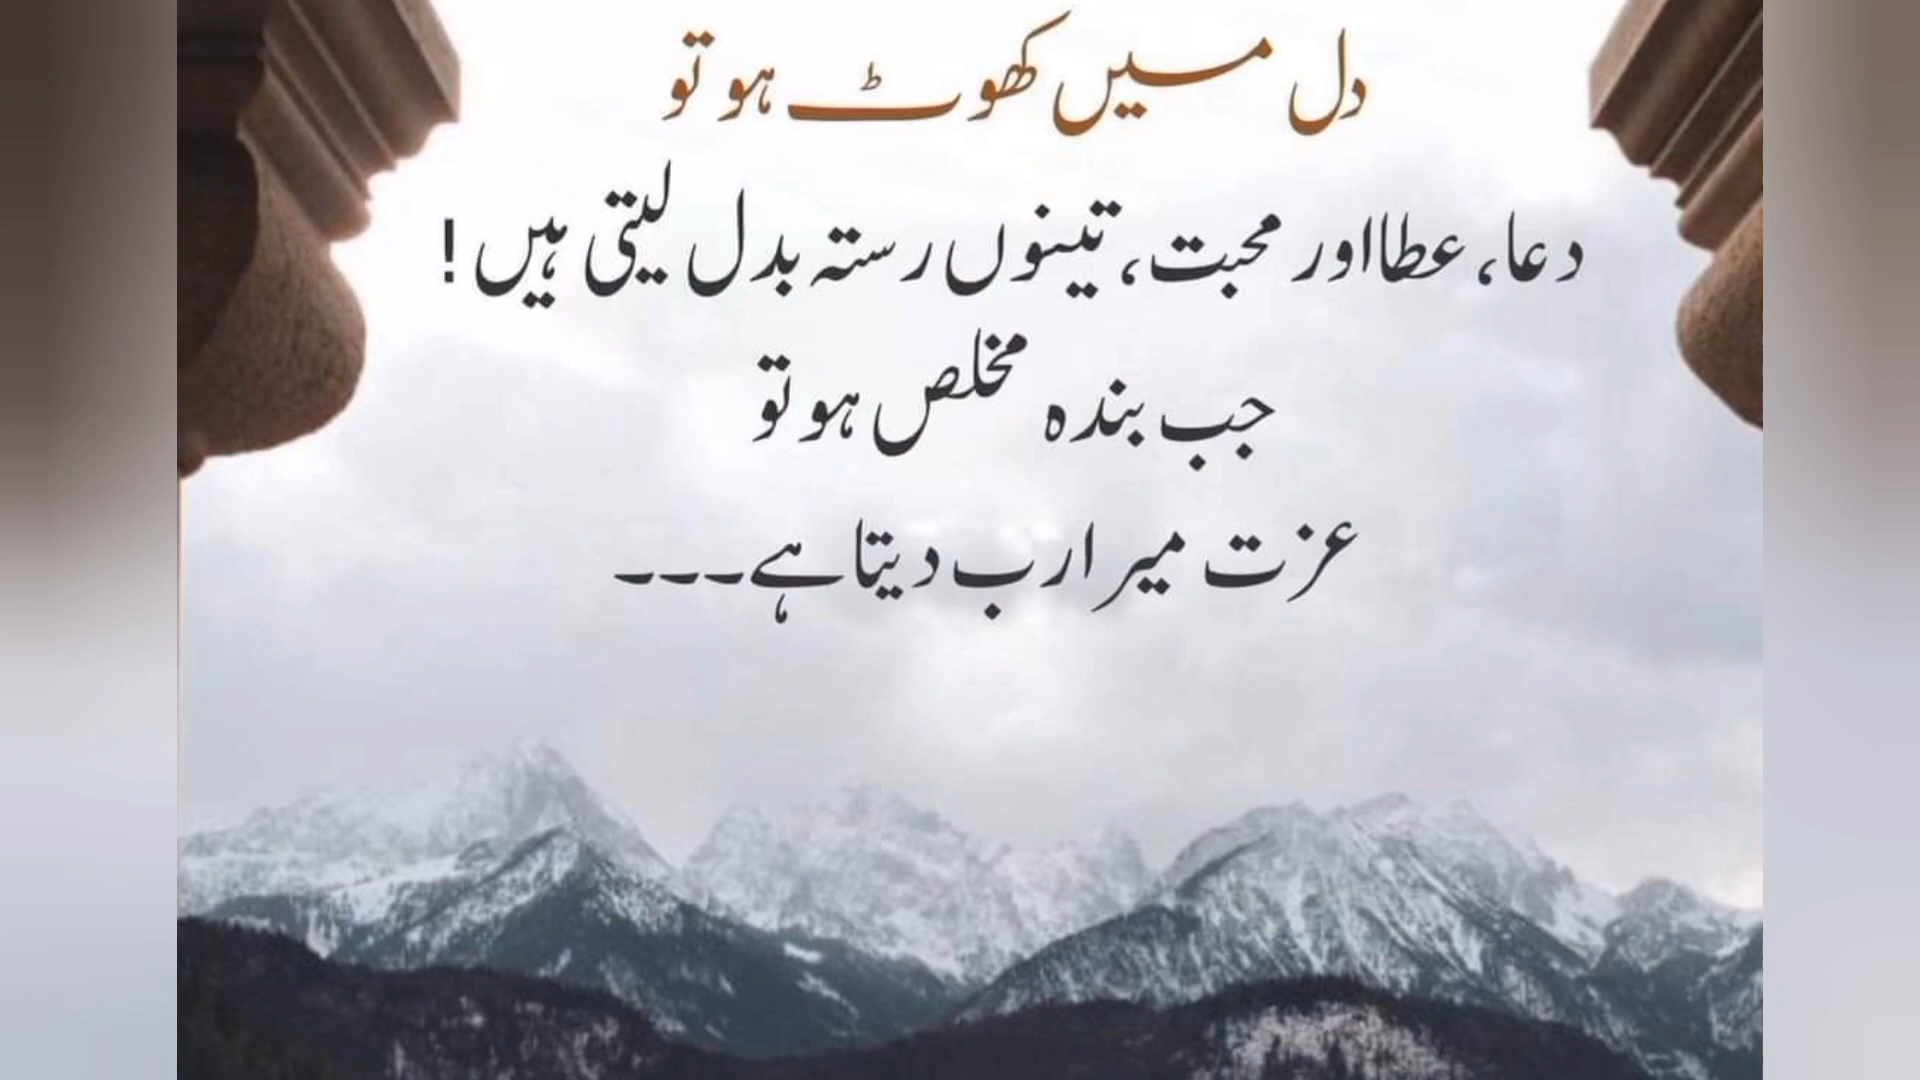 دل میں کھوٹ ہو تو
دعا، عطا اور محبت، تینوں رستہ بدل لیتی ہیں !
جب بندہ مخلص ہو تو
عزت میرا رب دیتا ہے۔۔۔